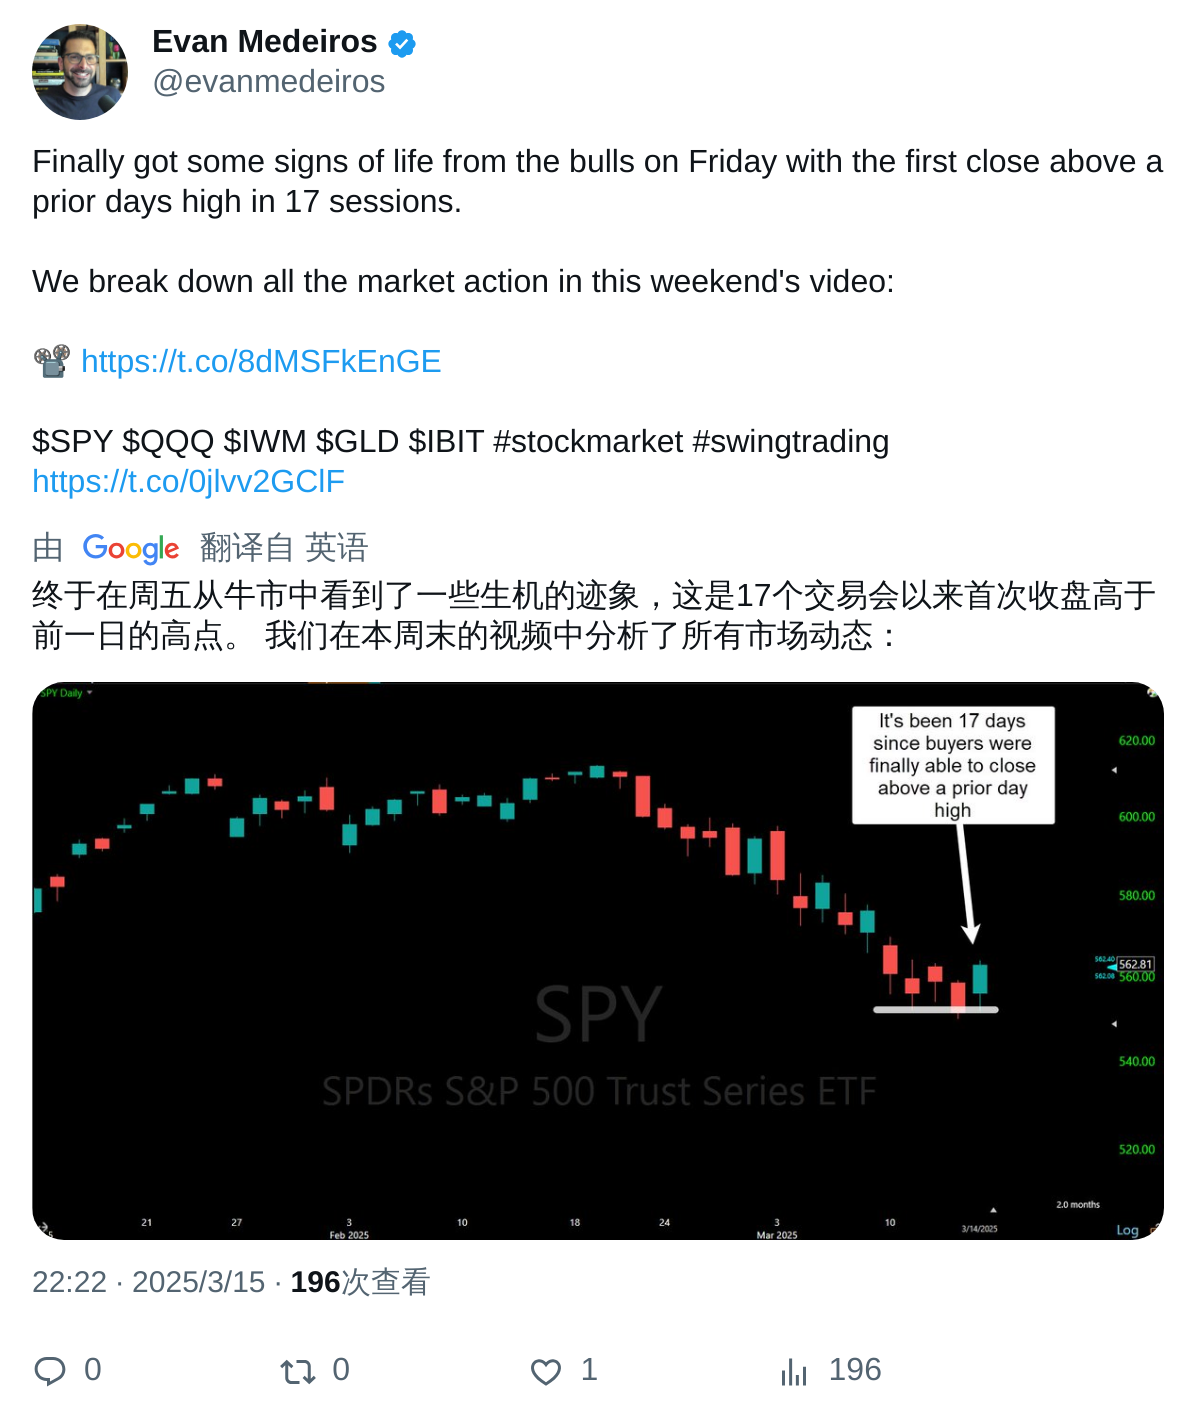 Evan Medeiros
@evanmedeiros
Finally got some signs of life from the bulls on Friday with the first close above a
prior days high in 17 sessions.
We break down all the market action in this weekend's video:
https://t.co/8dMSFkEnGE
$SPY $QQQ $IWM $GLD $IBIT #stockmarket #swingtrading
https://t.co/0jlvv2GClF
由 Google 翻译自 英语
终于在周五从牛市中看到了一些生机的迹象，这是17个交易会以来首次收盘高于
前一日的高点。 我们在本周末的视频中分析了所有市场动态：
SPY Daily
It's been 17 days
since buyers were
finally able to close
above a prior day
high
620.00
600.00
580.00
562.40
562.81
562.08
560.00
540.00
520.00
SPY
SPDRs S&P 500 Trust Series ETF
2.0 months
21
27
3
10
18
24
3
10
3/14/2025
Feb 2025
Mar 2025
Log
22:22 · 2025/3/15 · 196次查看
0
0
1
196